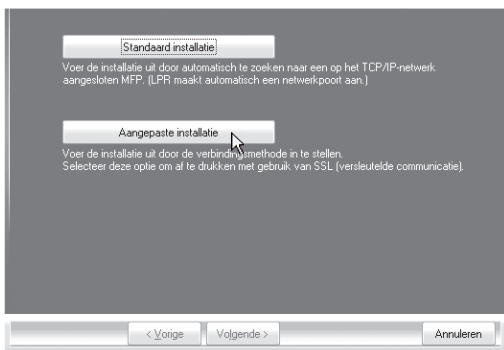 Standaard installatie
Voer de installatie uit door automatisch te zoeken naar een op het TCP/IP-netwerk
aangesloten MFP. (LPR maakt automatisch een netwerkpoort aan.)
Aangepaste installatie
Voer de installatie uit door de verbindingsmethode in te stellen.
Selecteer deze optie om af te drukken met gebruik van SSL (versleutelde communicatie).
< Vorige Volgende > Annuleren